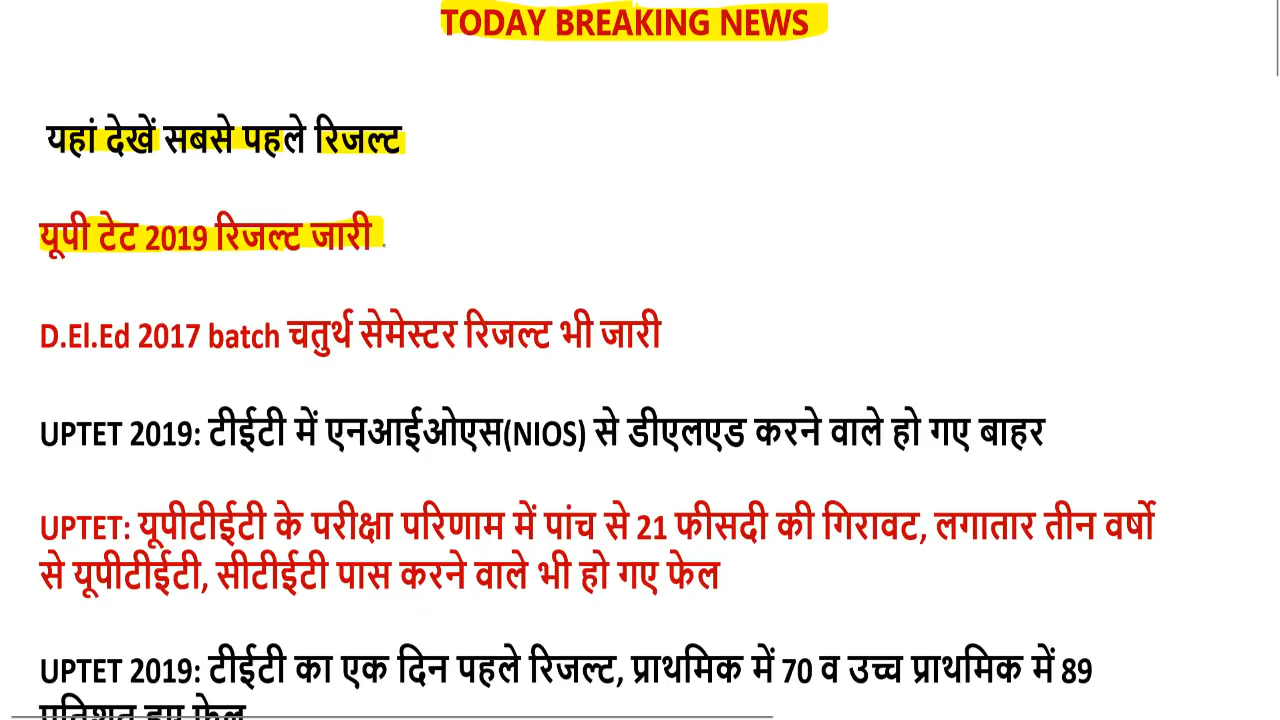 TODAY BREAKING NEWS
यहां देखें सबसे पहले रिजल्ट
यूपी टेट 2019 रिजल्ट जारी
D.El.Ed 2017 batch चतुर्थ सेमेस्टर रिजल्ट भी जारी
UPTET 2019: टीईटी में एनआईओएस(NIOS) से डीएलएड करने वाले हो गए बाहर
UPTET: यूपीटीईटी के परीक्षा परिणाम में पांच से 21 फीसदी की गिरावट, लगातार तीन वर्षो
से यूपीटीईटी, सीटीईटी पास करने वाले भी हो गए फेल
UPTET 2019: टीईटी का एक दिन पहले रिजल्ट, प्राथमिक में 70 व उच्च प्राथमिक में 89
प्रतिशत हुए फेल